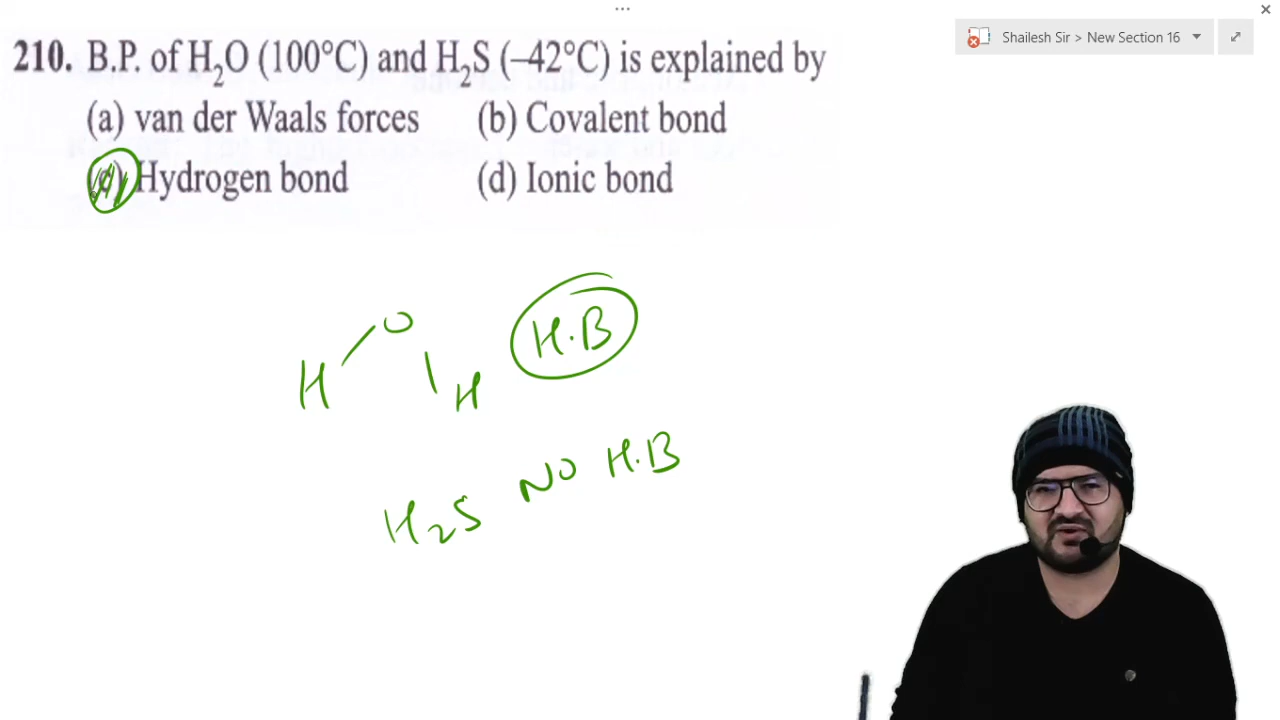 Shailesh Sir > New Section 16
210. B.P. of H₂O (100°C) and H₂S (–42°C) is explained by
(a) van der Waals forces (b) Covalent bond
(c) Hydrogen bond (d) Ionic bond
O
H H
H.B
H₂S NO H.B